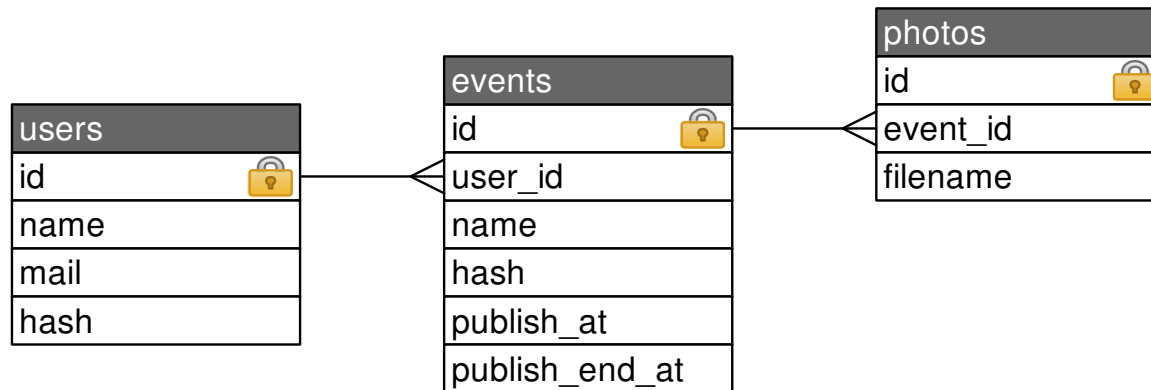 users
id
name
mail
hash
events
id
user_id
name
hash
publish_at
publish_end_at
photos
id
event_id
filename